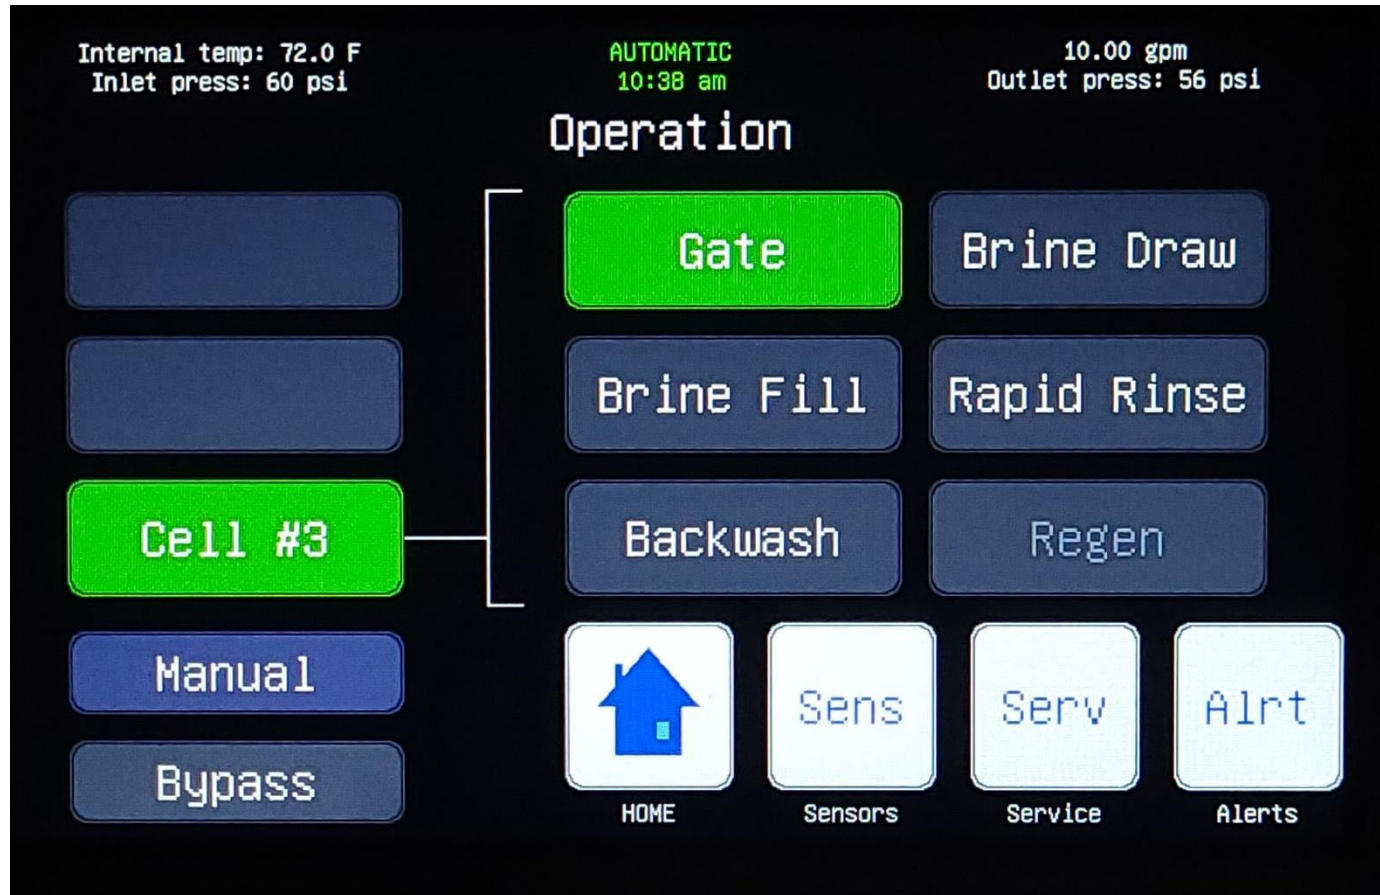 Internal temp: 72.0 F
Inlet press: 60 psi
AUTOMATIC
10:38 am
10.00 gpm
Outlet press: 56 psi
Operation
Gate
Brine Draw
Brine Fill
Rapid Rinse
Cell #3
Backwash
Regen
Manual
Bypass
Sens
Serv
Alrt
HOME
Sensors
Service
Alerts